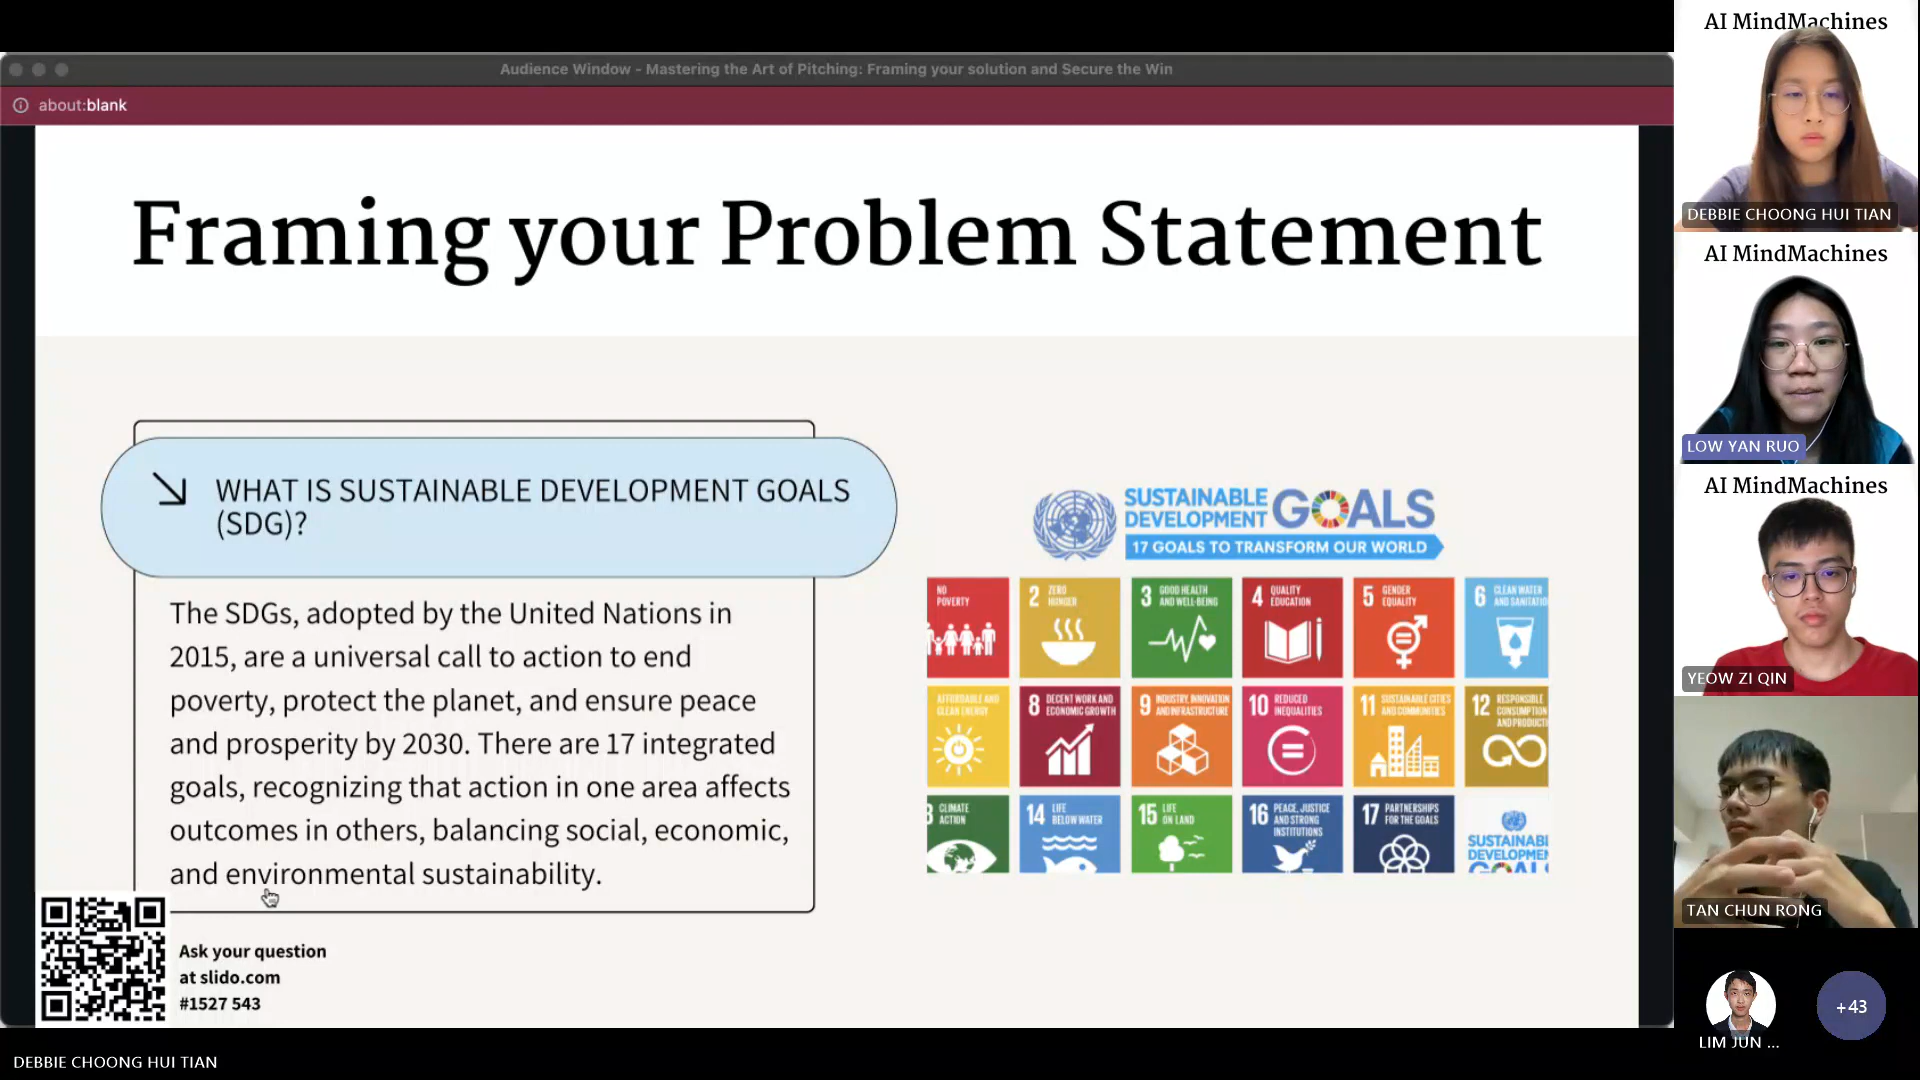 Audience Window - Mastering the Art of Pitching: Framing your solution and Secure the Win
about:blank
Framing your Problem Statement
WHAT IS SUSTAINABLE DEVELOPMENT GOALS
(SDG)?
The SDGs, adopted by the United Nations in
2015, are a universal call to action to end
poverty, protect the planet, and ensure peace
and prosperity by 2030. There are 17 integrated
goals, recognizing that action in one area affects
outcomes in others, balancing social, economic,
and environmental sustainability.
SUSTAINABLE
DEVELOPMENT GOALS
17 GOALS TO TRANSFORM OUR WORLD
NO
POVERTY
2 ZERO
HUNGER
3 GOOD HEALTH
AND WELL-BEING
4 QUALITY
EDUCATION
5 GENDER
EQUALITY
6 CLEAN WATER
AND SANITATIO
AFFORDABLE AND
CLEAN ENERGY
8 DECENT WORK AND
ECONOMIC GROWTH
9 INDUSTRY, INNOVATION
AND INFRASTRUCTURE
10 REDUCED
INEQUALITIES
11 SUSTAINABLE CITIES
AND COMMUNITIES
12 RESPONSIBLE
CONSUMPTION
AND PRODUCTI
3 CLIMATE
ACTION
14 LIFE
BELOW WATER
15 LIFE
ON LAND
16 PEACE, JUSTICE
AND STRONG
INSTITUTIONS
17 PARTNERSHIPS
FOR THE GOALS
SUSTAINABL
DEVELOPMEN
GOALS
Ask your question
at slido.com
#1527 543
DEBBIE CHOONG HUI TIAN
AI MindMachines
DEBBIE CHOONG HUI TIAN
AI MindMachines
LOW YAN RUO
AI MindMachines
YEOW ZI QIN
TAN CHUN RONG
LIM JUN ...
+43